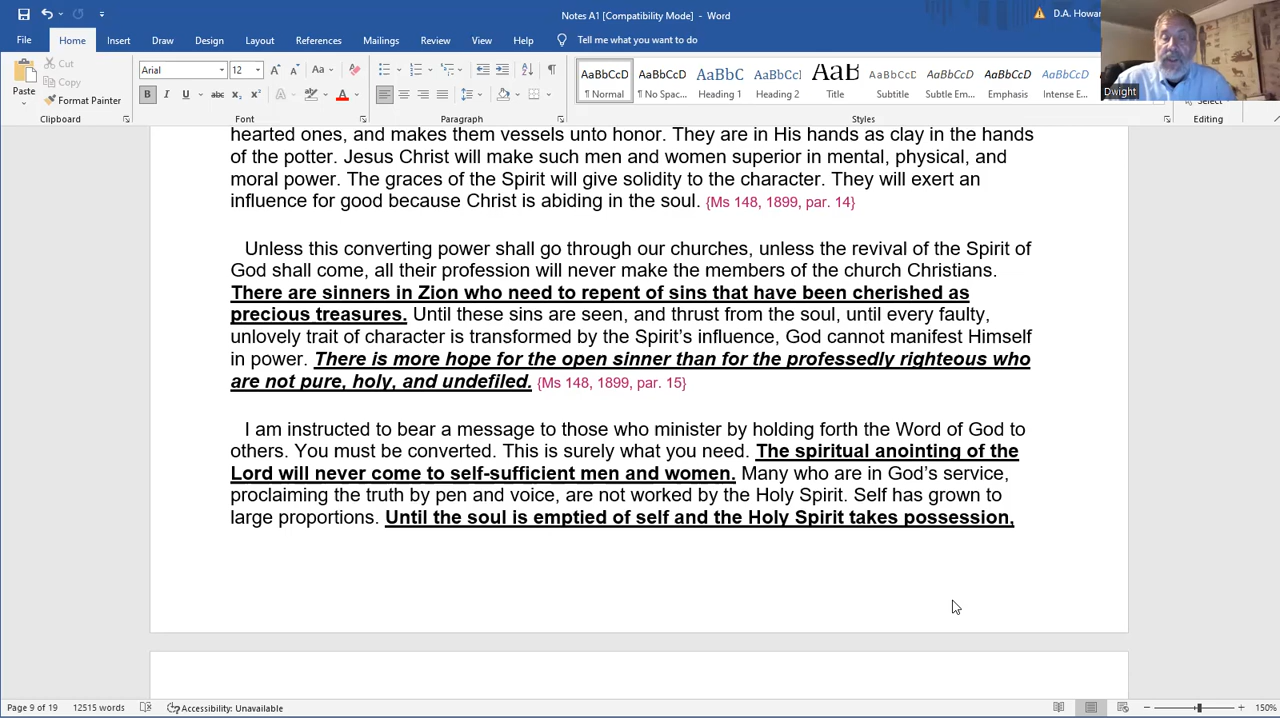 Notes A1 [Compatibility Mode] - Word
D.A. Howar
File Home Insert Draw Design Layout References Mailings Review View Help Tell me what you want to do
Dwight
Paste
Cut
Copy
Format Painter
Arial 12
AaBbCcD AaBbCcD AaBbC AaBbCcI AaB AaBbCcD AaBbCcD AaBbCcD AaBbCcD
¶ Normal ¶ No Spac... Heading 1 Heading 2 Title Subtitle Subtle Em... Emphasis Intense E...
Select
Clipboard Font Paragraph Styles Editing
hearted ones, and makes them vessels unto honor. They are in His hands as clay in the hands
of the potter. Jesus Christ will make such men and women superior in mental, physical, and
moral power. The graces of the Spirit will give solidity to the character. They will exert an
influence for good because Christ is abiding in the soul. {Ms 148, 1899, par. 14}
Unless this converting power shall go through our churches, unless the revival of the Spirit of
God shall come, all their profession will never make the members of the church Christians.
There are sinners in Zion who need to repent of sins that have been cherished as
precious treasures. Until these sins are seen, and thrust from the soul, until every faulty,
unlovely trait of character is transformed by the Spirit's influence, God cannot manifest Himself
in power. There is more hope for the open sinner than for the professedly righteous who
are not pure, holy, and undefiled. {Ms 148, 1899, par. 15}
I am instructed to bear a message to those who minister by holding forth the Word of God to
others. You must be converted. This is surely what you need. The spiritual anointing of the
Lord will never come to self-sufficient men and women. Many who are in God's service,
proclaiming the truth by pen and voice, are not worked by the Holy Spirit. Self has grown to
large proportions. Until the soul is emptied of self and the Holy Spirit takes possession,
Page 9 of 19 12515 words Accessibility: Unavailable 150%